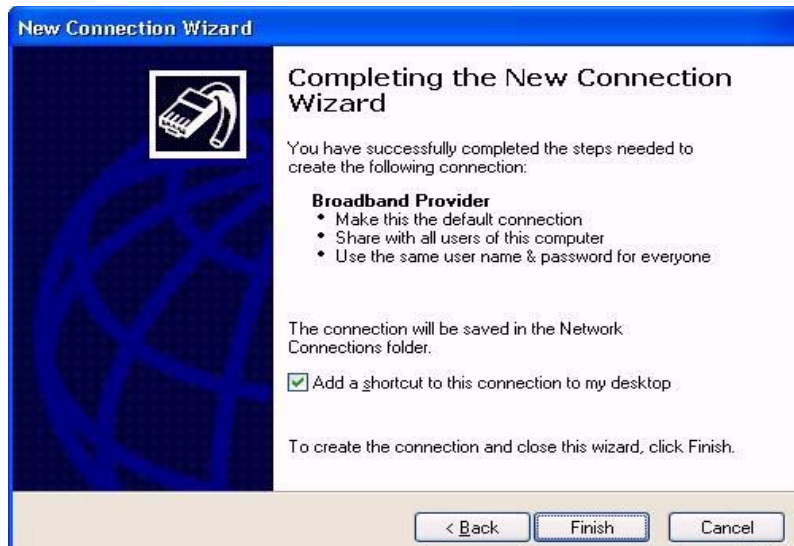 New Connection Wizard
Completing the New Connection
Wizard
You have successfully completed the steps needed to
create the following connection:
Broadband Provider
• Make this the default connection
• Share with all users of this computer
• Use the same user name & password for everyone
The connection will be saved in the Network
Connections folder.
Add a shortcut to this connection to my desktop
To create the connection and close this wizard, click Finish.
< Back
Finish
Cancel